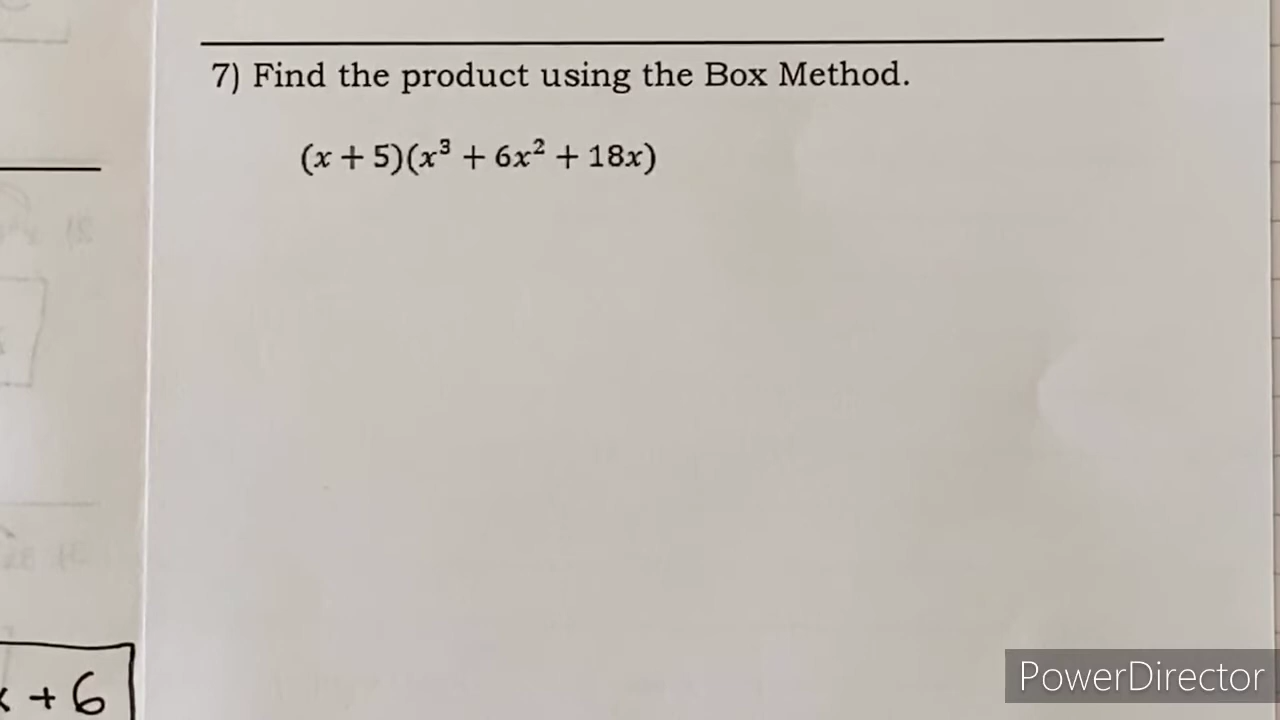 7) Find the product using the Box Method.
(x + 5)(x³ + 6x² + 18x)
+ 6
PowerDirector